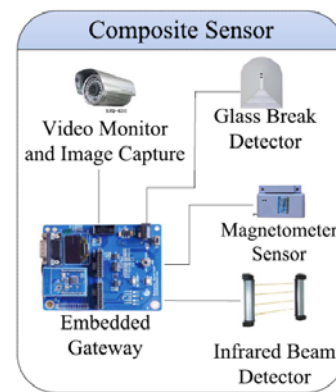 Composite Sensor
Video Monitor
and Image Capture
Glass Break
Detector
Magnetometer
Sensor
Embedded
Gateway
Infrared Beam
Detector